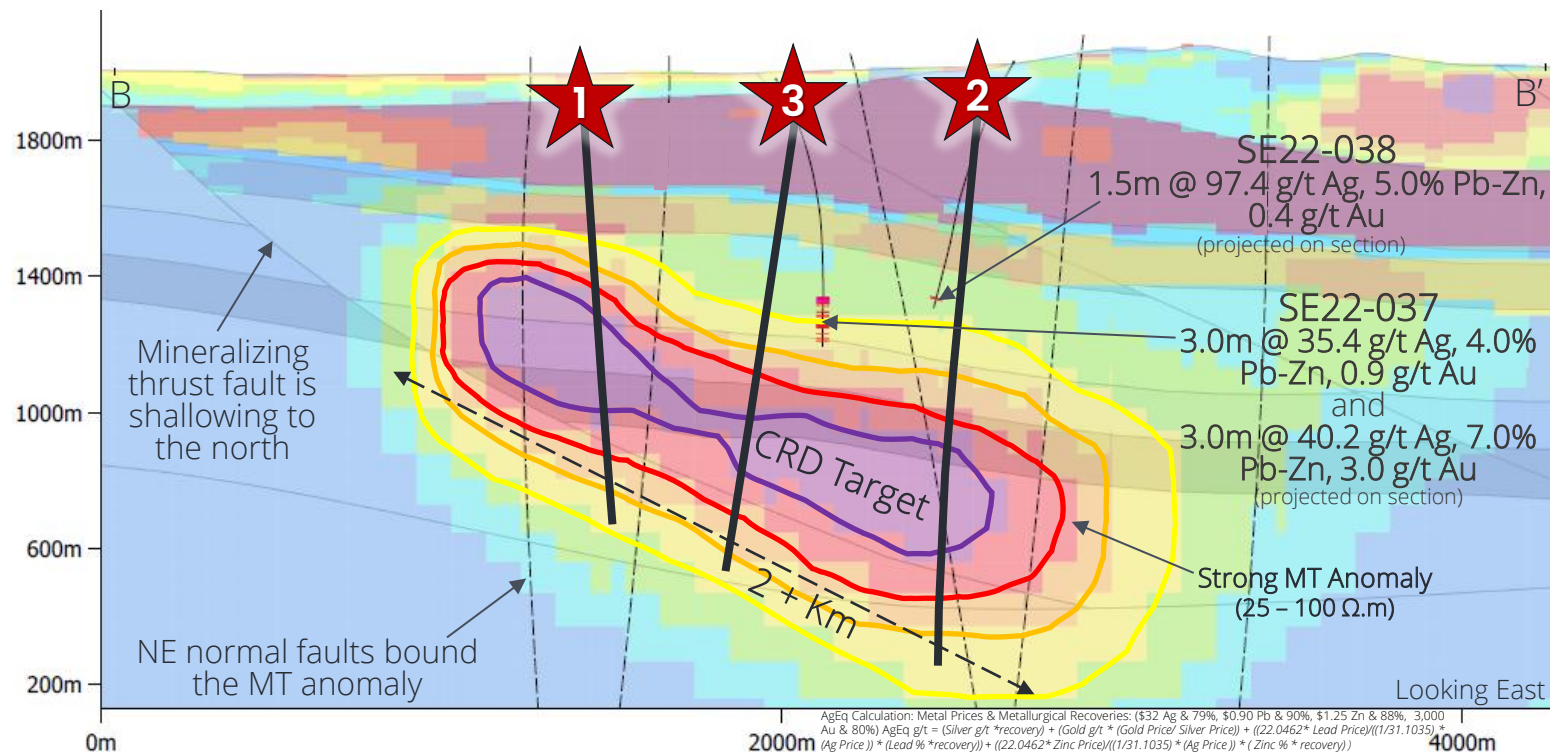 B
1
3
2
B'
1800m
SE22-038
1.5m @ 97.4 g/t Ag, 5.0% Pb-Zn,
0.4 g/t Au
(projected on section)
1400m
SE22-037
3.0m @ 35.4 g/t Ag, 4.0%
Pb-Zn, 0.9 g/t Au
and
3.0m @ 40.2 g/t Ag, 7.0%
Pb-Zn, 3.0 g/t Au
(projected on section)
Mineralizing
thrust fault is
shallowing to
the north
1000m
CRD Target
600m
2 + Km
Strong MT Anomaly
(25 – 100 Ω.m)
NE normal faults bound
the MT anomaly
200m
Looking East
0m
2000m
4000m
AgEq Calculation: Metal Prices & Metallurgical Recoveries: ($32 Ag & 79%, $0.90 Pb & 90%, $1.25 Zn & 88%, 3,000
Au & 80%) AgEq g/t = (Silver g/t *recovery) + (Gold g/t * (Gold Price/ Silver Price)) + ((22.0462* Lead Price)/((1/31.1035) *
(Ag Price )) * (Lead % *recovery)) + ((22.0462* Zinc Price)/((1/31.1035) * (Ag Price )) * ( Zinc % * recovery) )